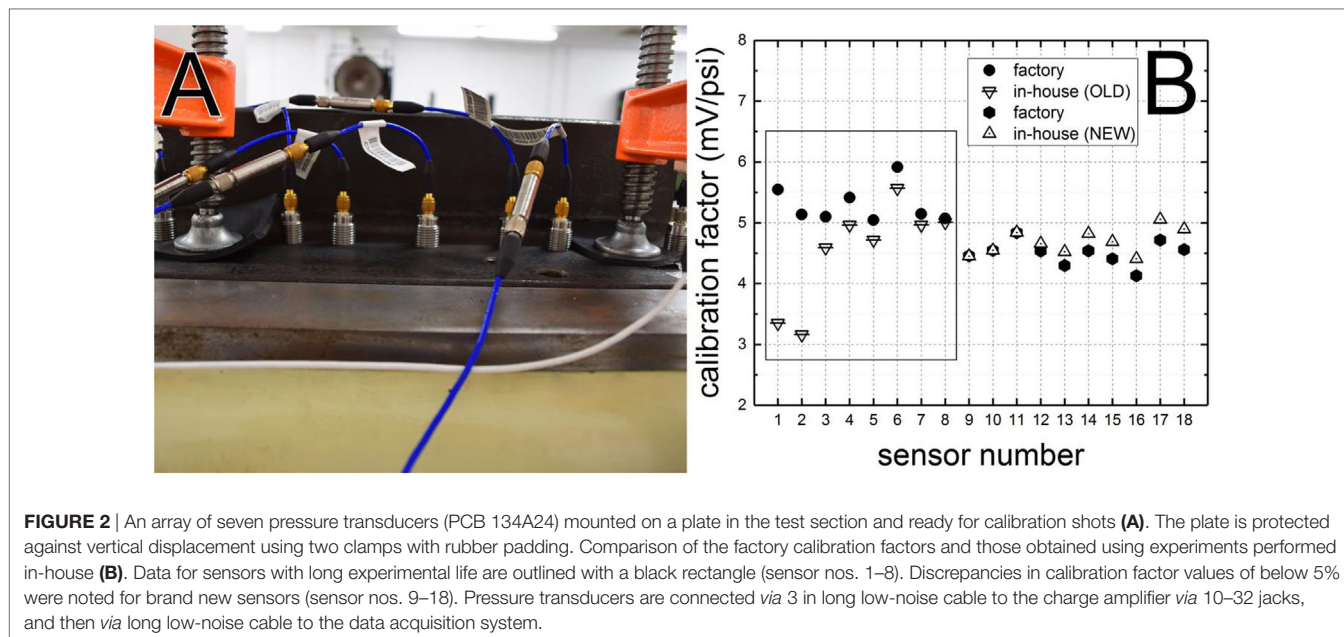 A
B
factory
in-house (OLD)
factory
in-house (NEW)
calibration factor (mV/psi)
8
7
6
5
4
3
2
1 2 3 4 5 6 7 8 9 10 11 12 13 14 15 16 17 18
sensor number
FIGURE 2 | An array of seven pressure transducers (PCB 134A24) mounted on a plate in the test section and ready for calibration shots (A). The plate is protected
against vertical displacement using two clamps with rubber padding. Comparison of the factory calibration factors and those obtained using experiments performed
in-house (B). Data for sensors with long experimental life are outlined with a black rectangle (sensor nos. 1–8). Discrepancies in calibration factor values of below 5%
were noted for brand new sensors (sensor nos. 9–18). Pressure transducers are connected via 3 in long low-noise cable to the charge amplifier via 10–32 jacks,
and then via long low-noise cable to the data acquisition system.